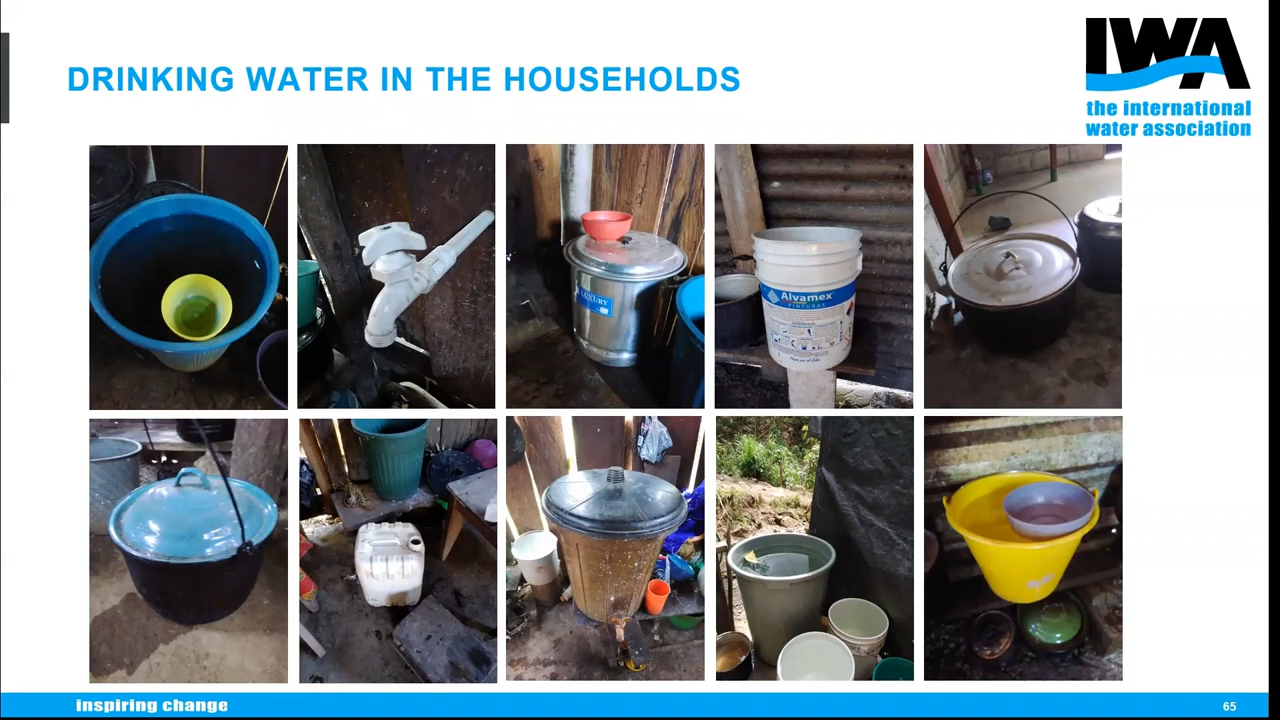 DRINKING WATER IN THE HOUSEHOLDS
IWA
the international
water association
LUXURY
Alvamex
PINTURAS
inspiring change
65